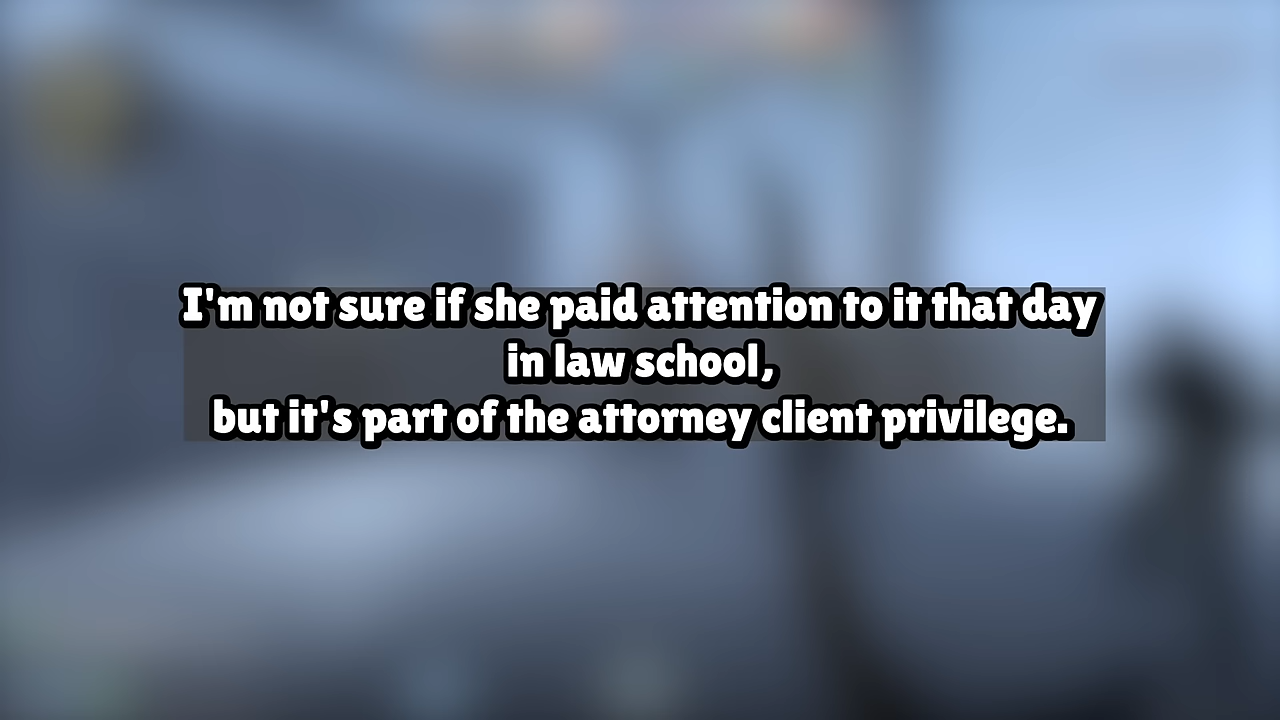 I'm not sure if she paid attention to it that day
in law school,
but it's part of the attorney client privilege.